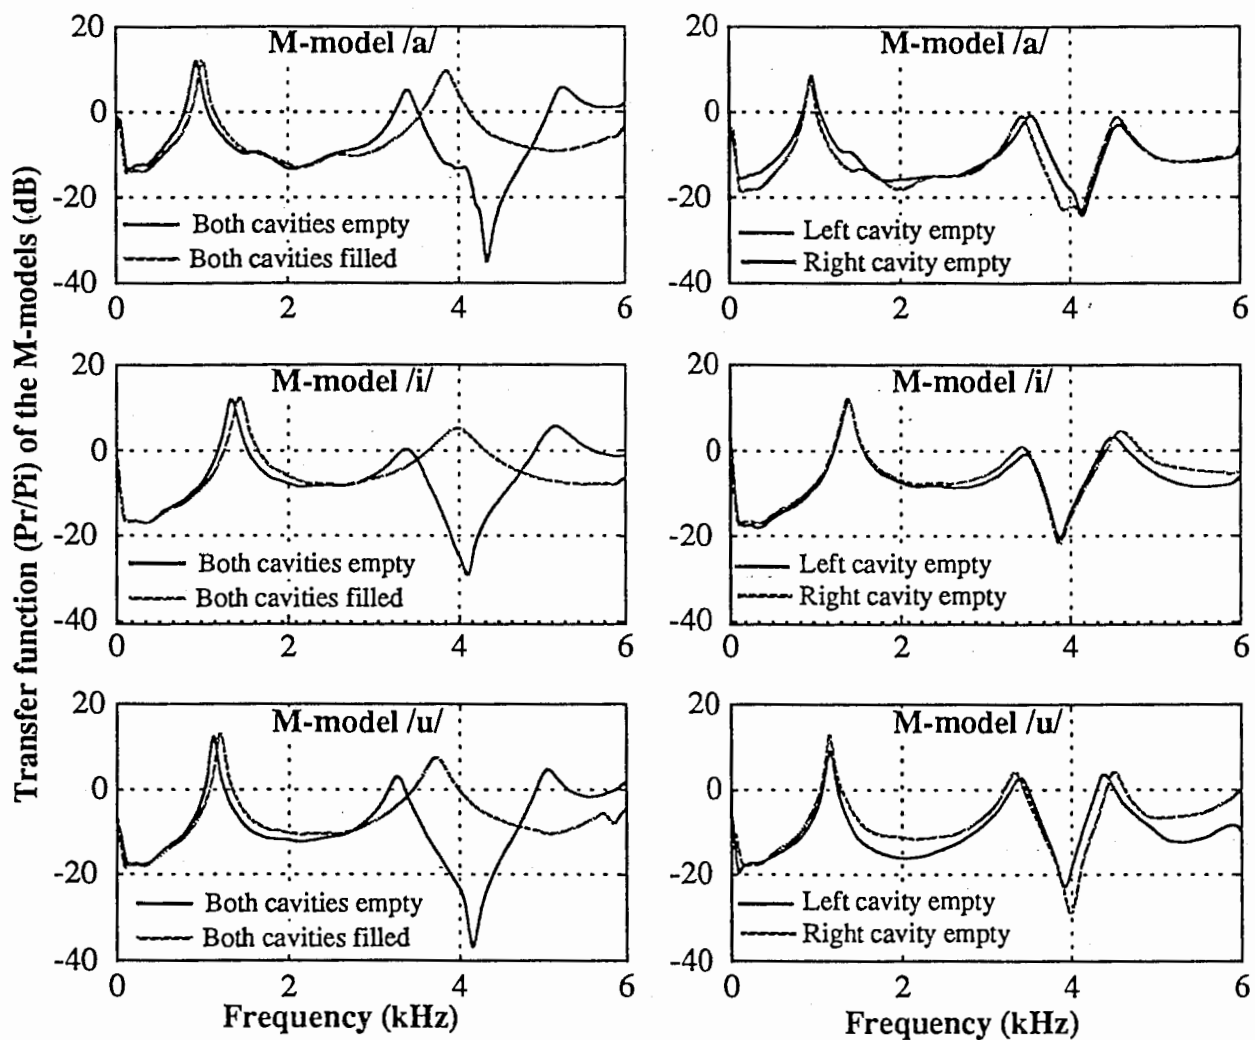 Transfer function (Pr/Pi) of the M-models (dB)
M-model /a/
20
0
-20
-40
Both cavities empty
Both cavities filled
0 2 4 6
M-model /a/
20
0
-20
-40
Left cavity empty
Right cavity empty
0 2 4 6
M-model /i/
20
0
-20
-40
Both cavities empty
Both cavities filled
0 2 4 6
M-model /i/
20
0
-20
-40
Left cavity empty
Right cavity empty
0 2 4 6
M-model /u/
20
0
-20
-40
Both cavities empty
Both cavities filled
0 2 4 6
Frequency (kHz)
M-model /u/
20
0
-20
-40
Left cavity empty
Right cavity empty
0 2 4 6
Frequency (kHz)